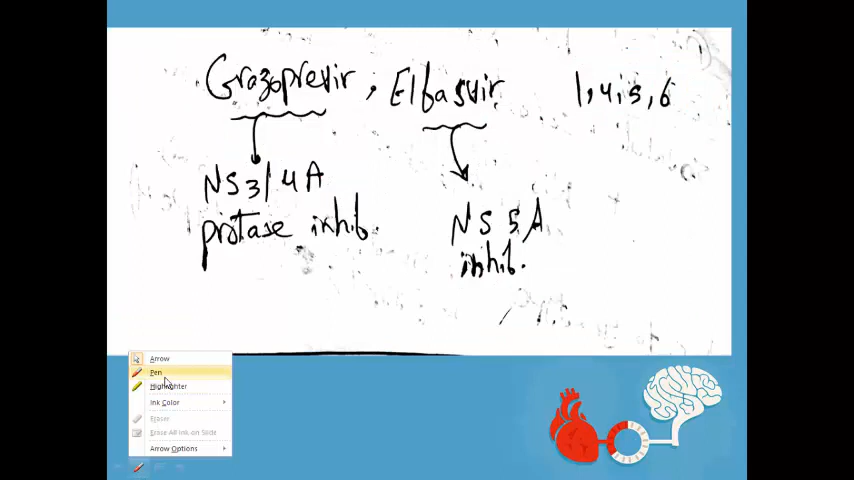 Grazoprevir, Elbasvir 1,4,5,6
NS3/4A
protase inhib.
NS5A
inhib.
Arrow
Pen
Highlighter
Ink Color
Eraser
Erase All Ink on Slide
Arrow Options